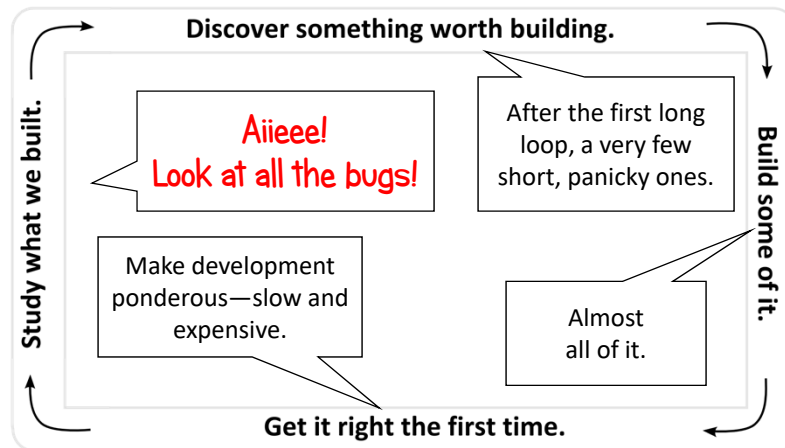 Discover something worth building.
Aiieee!
Look at all the bugs!
After the first long
loop, a very few
short, panicky ones.
Build some of it.
Almost
all of it.
Get it right the first time.
Make development
ponderous—slow and
expensive.
Study what we built.